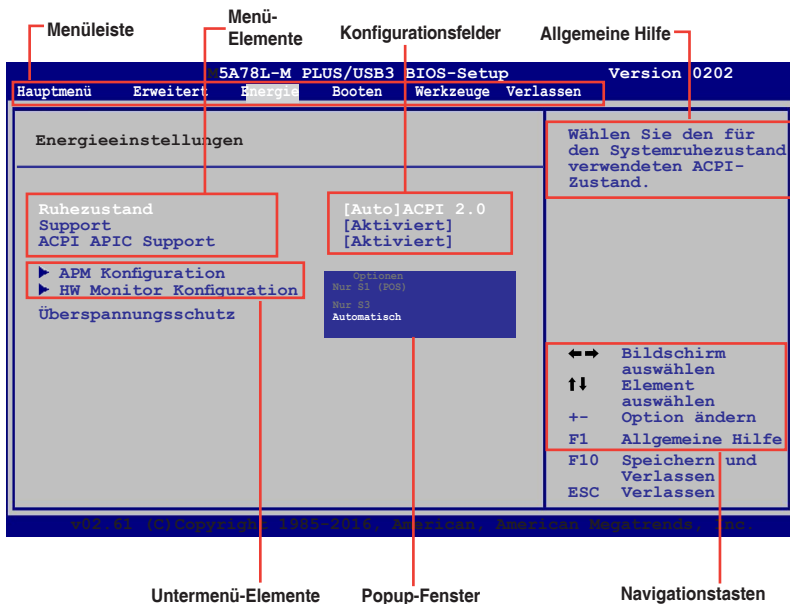 Menüleiste
Menü-
Elemente
Konfigurationsfelder
Allgemeine Hilfe
M5A78L-M PLUS/USB3 BIOS-Setup Version 0202
Hauptmenü Erweitert Energie Booten Werkzeuge Verlassen
Energieeinstellungen
Wählen Sie den für
den Systemruhezustand
verwendeten ACPI-
Zustand.
Ruhezustand [Auto]ACPI 2.0
Support [Aktiviert]
ACPI APIC Support [Aktiviert]
APM Konfiguration
HW Monitor Konfiguration
Überspannungsschutz
Optionen
Nur S1 (POS)
Nur S3
Automatisch
←→ Bildschirm
auswählen
↑↓ Element
auswählen
+- Option ändern
F1 Allgemeine Hilfe
F10 Speichern und
Verlassen
ESC Verlassen
v02.61 (C)Copyright 1985-2016, American, American Megatrends, Inc.
Untermenü-Elemente
Popup-Fenster
Navigationstasten